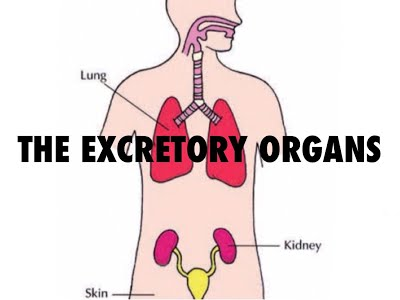 Lung
THE EXCRETORY ORGANS
Kidney
Skin